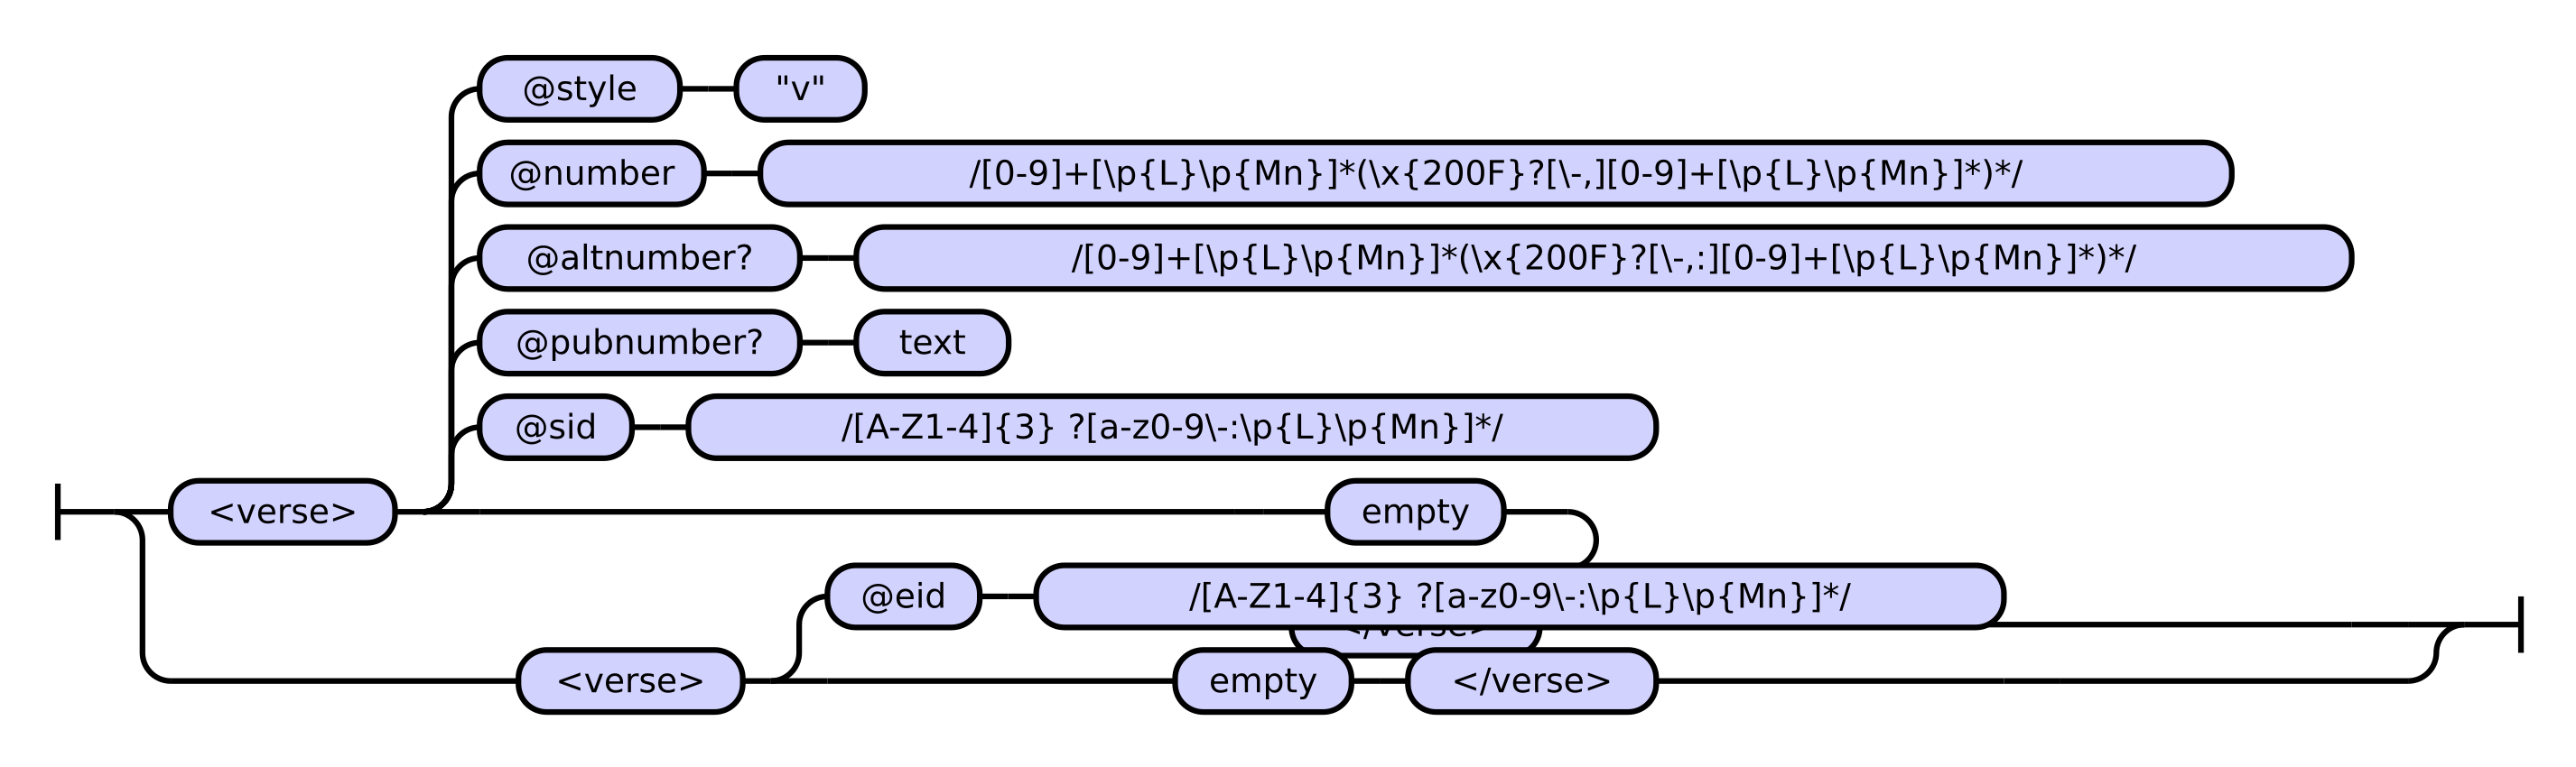 @style "v"
@number /[0-9]+[\p{L}\p{Mn}]*(\x{200F}?[\-,][0-9]+[\p{L}\p{Mn}]*)*/
@altnumber? /[0-9]+[\p{L}\p{Mn}]*(\x{200F}?[\-,:][0-9]+[\p{L}\p{Mn}]*)*/
@pubnumber? text
@sid /[A-Z1-4]{3} ?[a-z0-9\-:\p{L}\p{Mn}]*/
<verse> empty
@eid /[A-Z1-4]{3} ?[a-z0-9\-:\p{L}\p{Mn}]*/
</verse>
<verse> empty </verse>